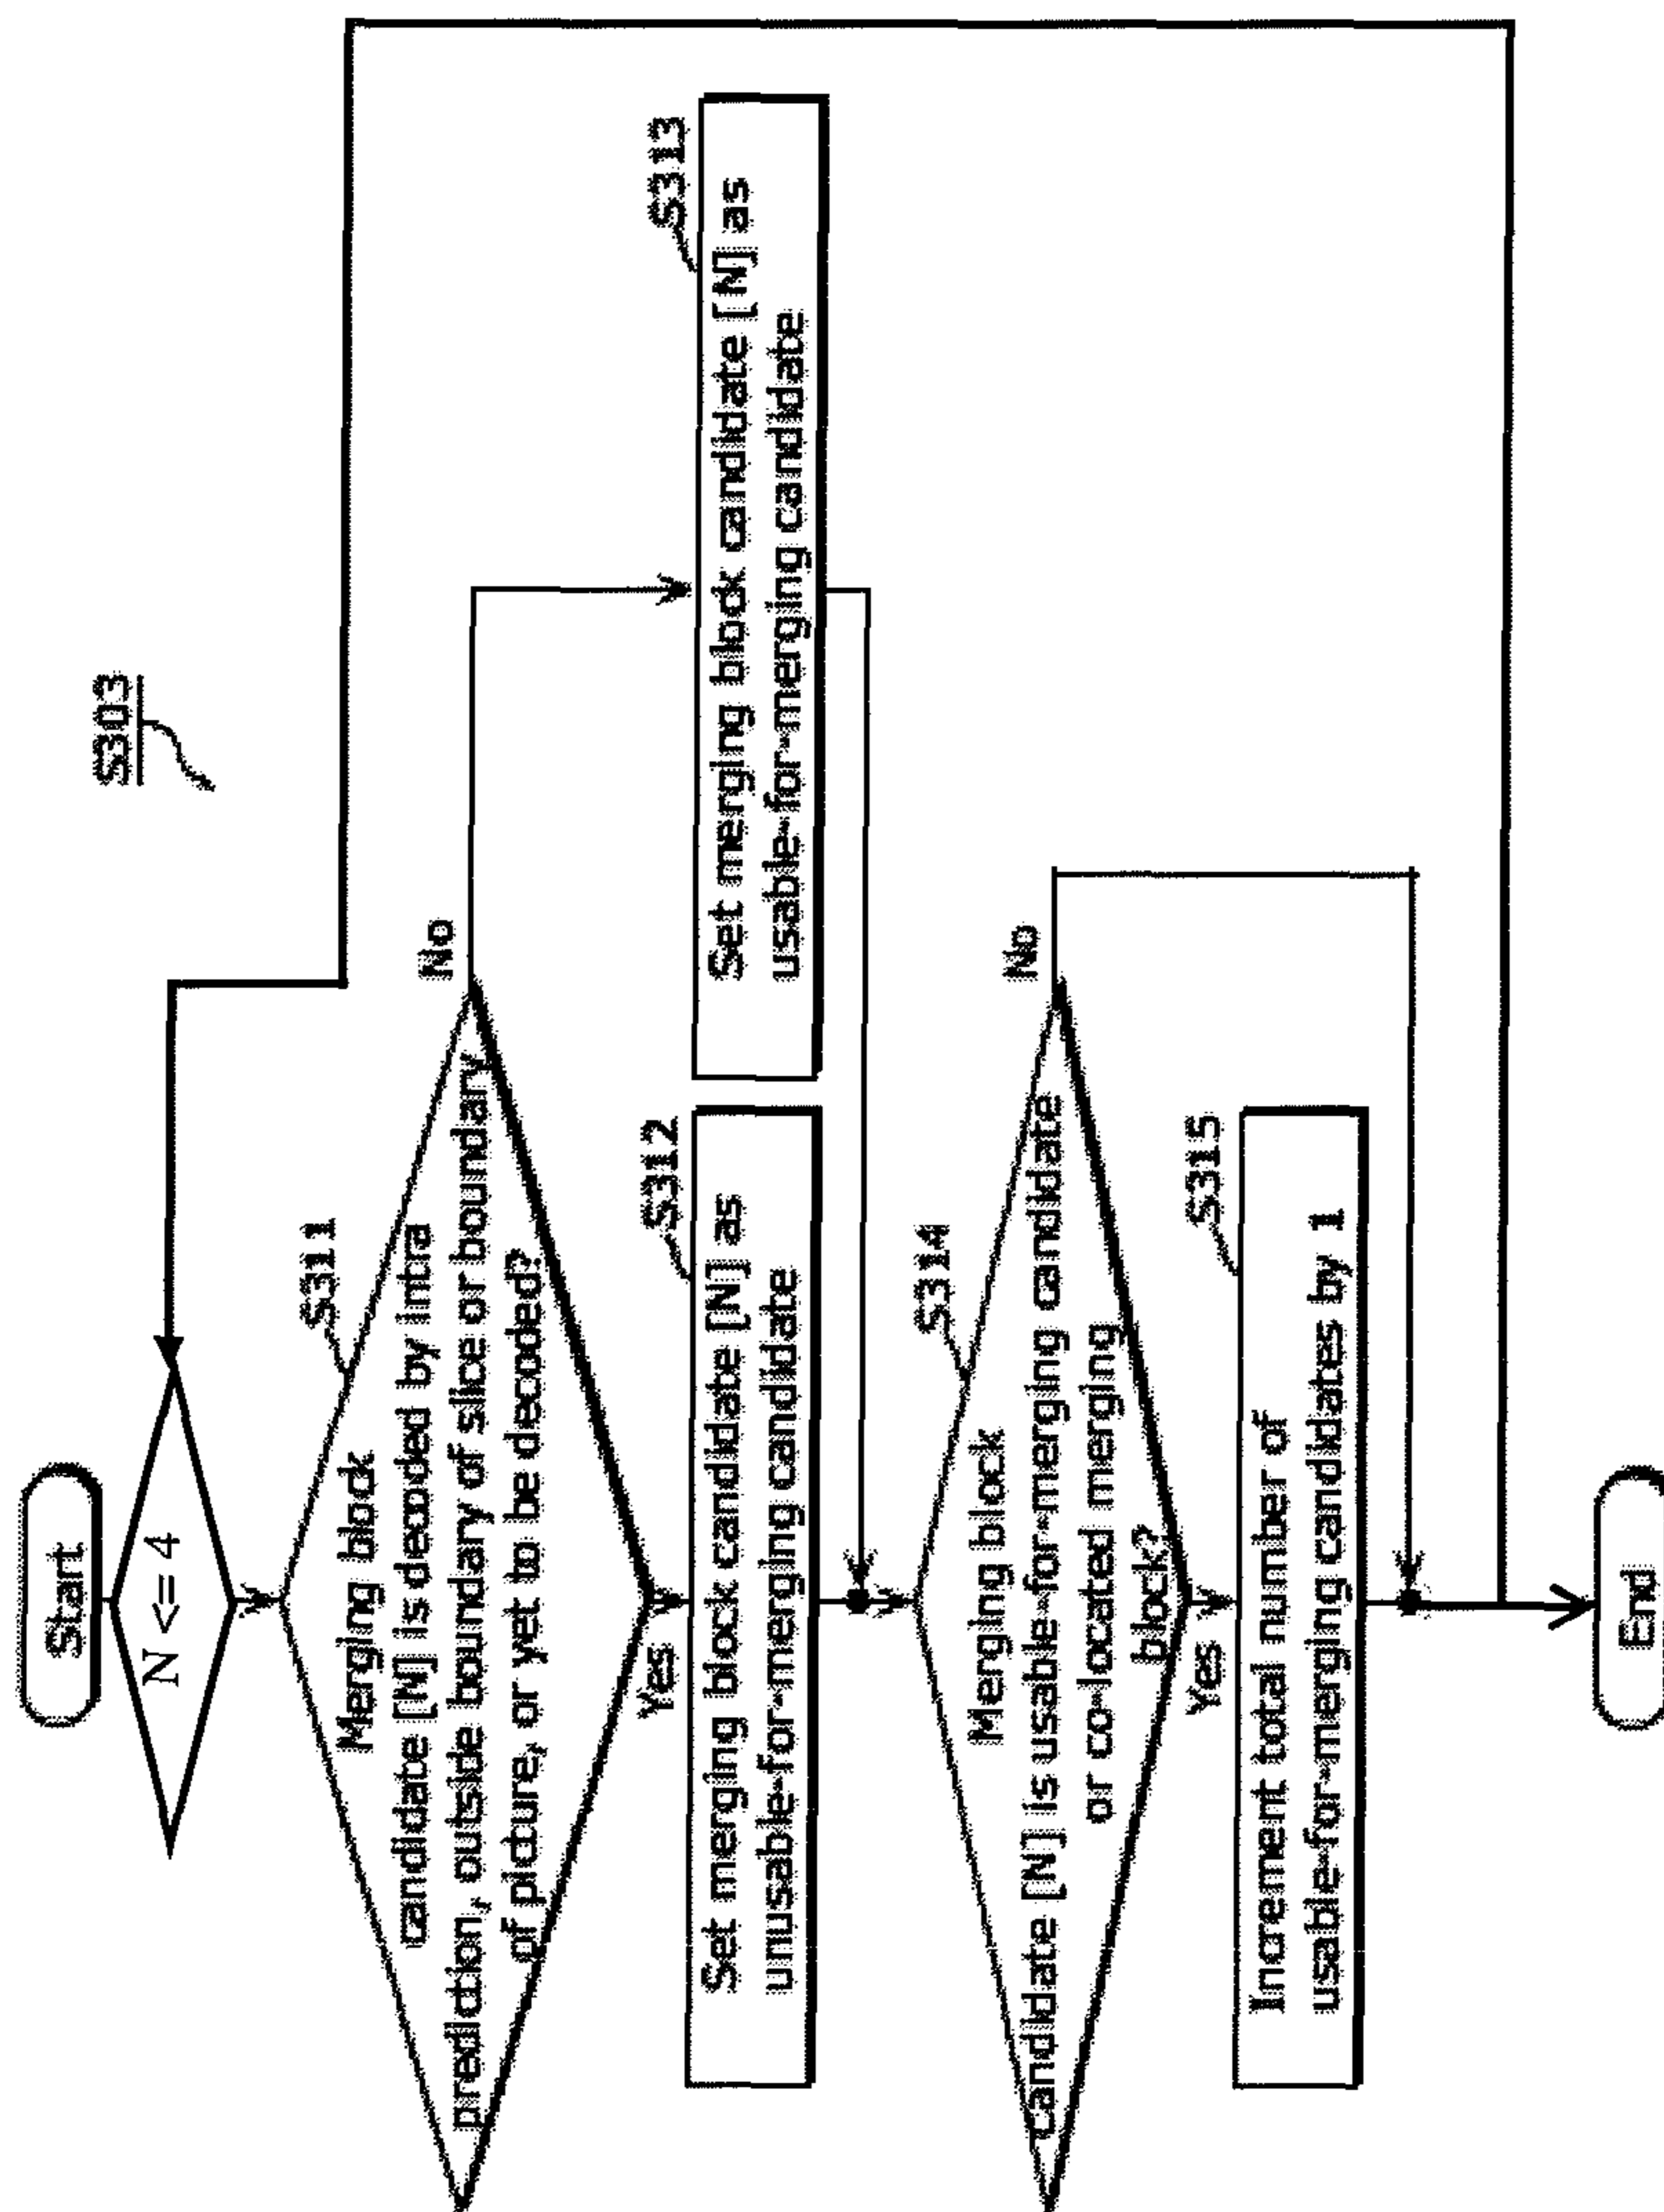 S303
Start
N <= 4
S311
Merging block
candidate [N] is decoded by intra
prediction, outside boundary of slice or boundary
of picture, or yet to be decoded?
No
Yes
S312
Set merging block candidate [N] as
unusable-for-merging candidate
S313
Set merging block candidate [N] as
usable-for-merging candidate
S314
Merging block
candidate [N] is usable-for-merging candidate
or co-located merging
block?
No
Yes
S315
Increment total number of
usable-for-merging candidates by 1
End